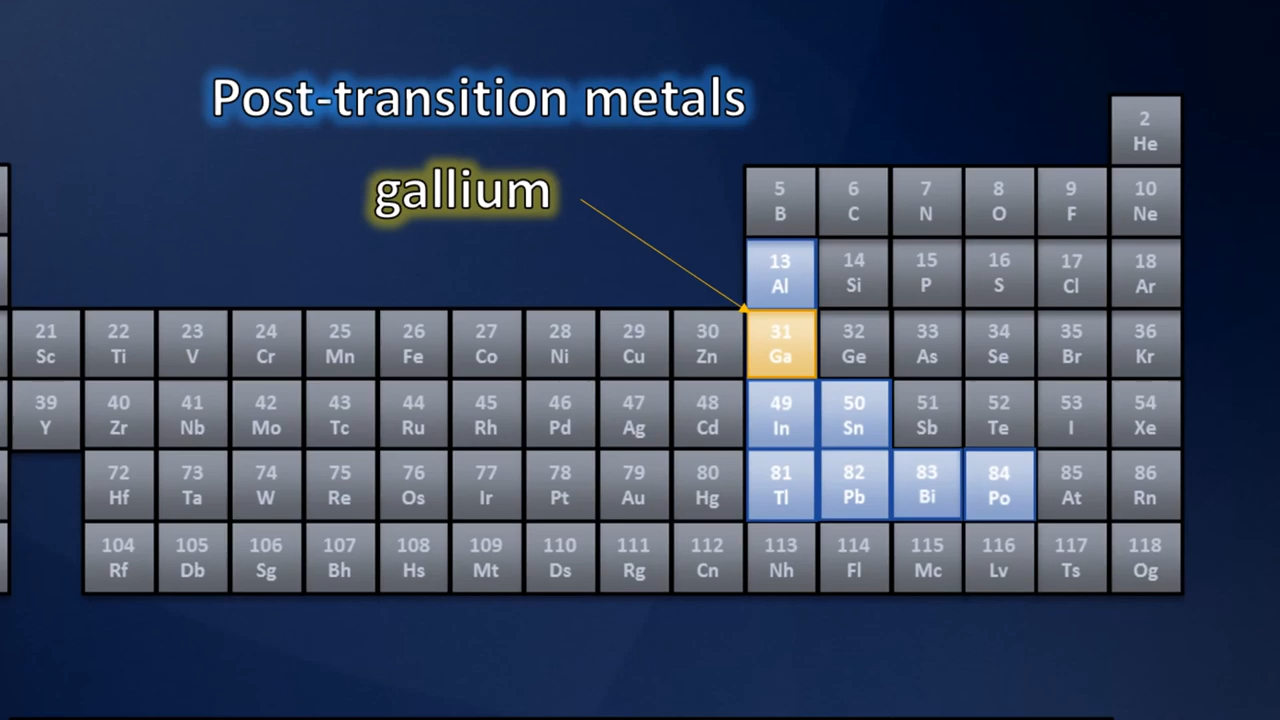 Post-transition metals
gallium
2
He
5 6 7 8 9 10
B C N O F Ne
13 14 15 16 17 18
Al Si P S Cl Ar
21 22 23 24 25 26 27 28 29 30 31 32 33 34 35 36
Sc Ti V Cr Mn Fe Co Ni Cu Zn Ga Ge As Se Br Kr
39 40 41 42 43 44 45 46 47 48 49 50 51 52 53 54
Y Zr Nb Mo Tc Ru Rh Pd Ag Cd In Sn Sb Te I Xe
72 73 74 75 76 77 78 79 80 81 82 83 84 85 86
Hf Ta W Re Os Ir Pt Au Hg Tl Pb Bi Po At Rn
104 105 106 107 108 109 110 111 112 113 114 115 116 117 118
Rf Db Sg Bh Hs Mt Ds Rg Cn Nh Fl Mc Lv Ts Og